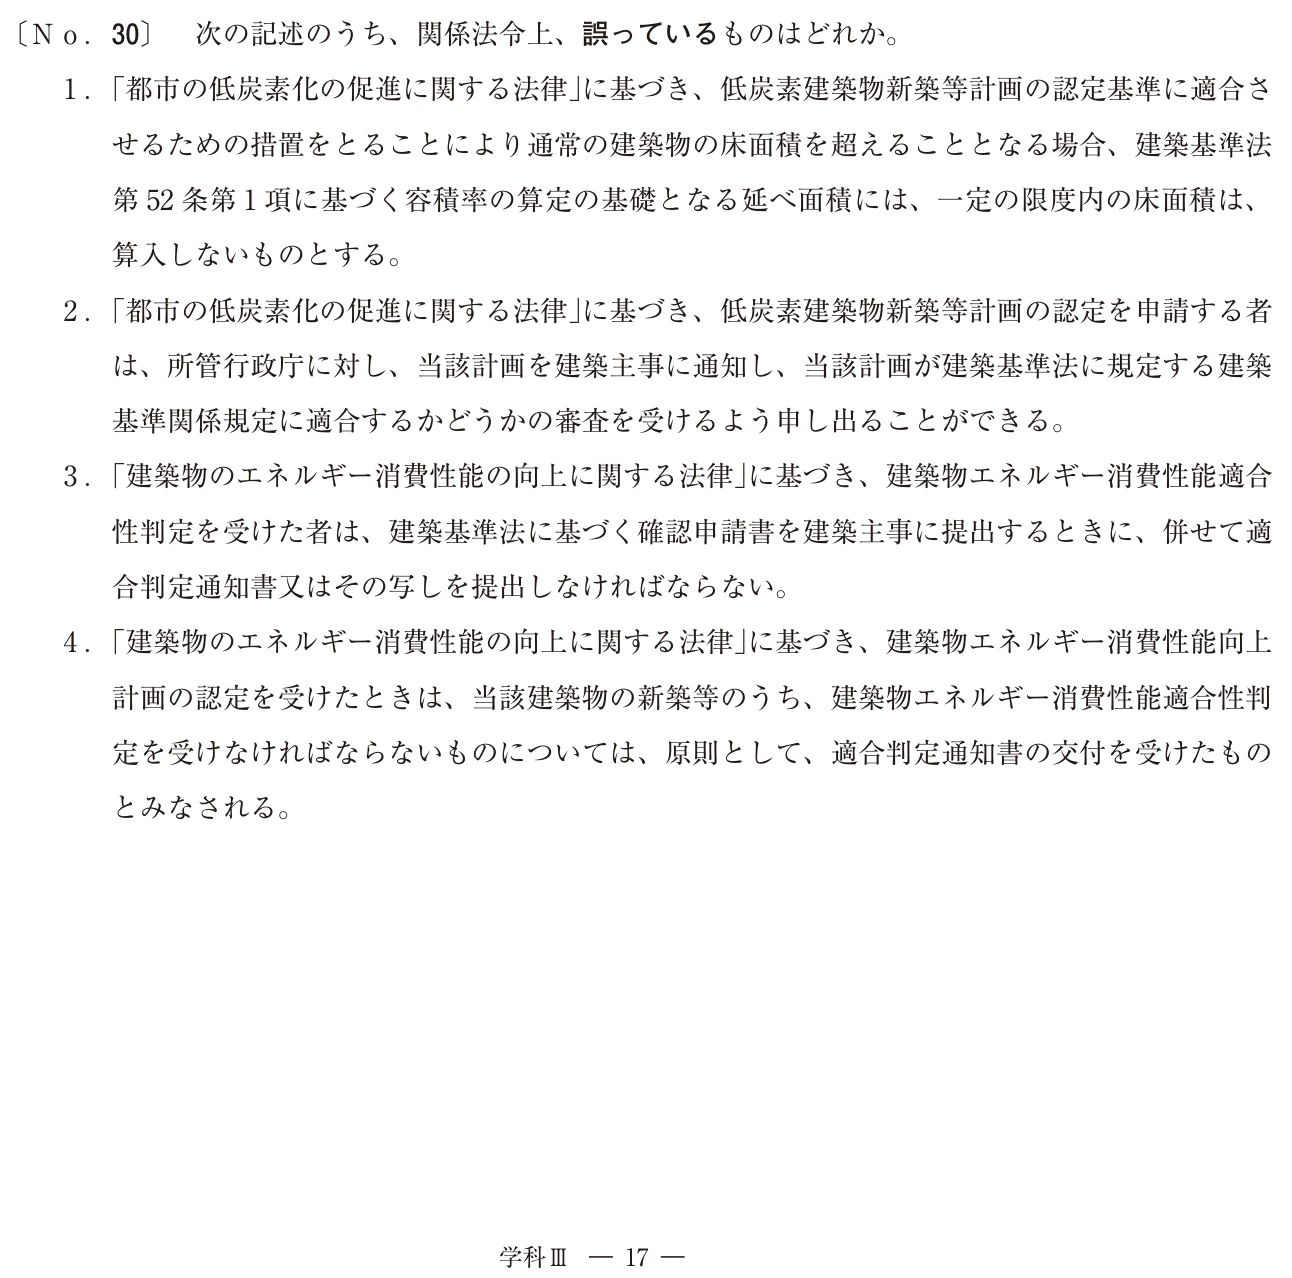 〔Ｎｏ．30〕　次の記述のうち、関係法令上、誤っているものはどれか。
1．「都市の低炭素化の促進に関する法律」に基づき、低炭素建築物新築等計画の認定基準に適合さ
せるための措置をとることにより通常の建築物の床面積を超えることとなる場合、建築基準法
第 52 条第 1 項に基づく容積率の算定の基礎となる延べ面積には、一定の限度内の床面積は、
算入しないものとする。
2．「都市の低炭素化の促進に関する法律」に基づき、低炭素建築物新築等計画の認定を申請する者
は、所管行政庁に対し、当該計画を建築主事に通知し、当該計画が建築基準法に規定する建築
基準関係規定に適合するかどうかの審査を受けるよう申し出ることができる。
3．「建築物のエネルギー消費性能の向上に関する法律」に基づき、建築物エネルギー消費性能適合
性判定を受けた者は、建築基準法に基づく確認申請書を建築主事に提出するときに、併せて適
合判定通知書又はその写しを提出しなければならない。
4．「建築物のエネルギー消費性能の向上に関する法律」に基づき、建築物エネルギー消費性能向上
計画の認定を受けたときは、当該建築物の新築等のうち、建築物エネルギー消費性能適合性判
定を受けなければならないものについては、原則として、適合判定通知書の交付を受けたもの
とみなされる。
学科Ⅲ　― 17 ―